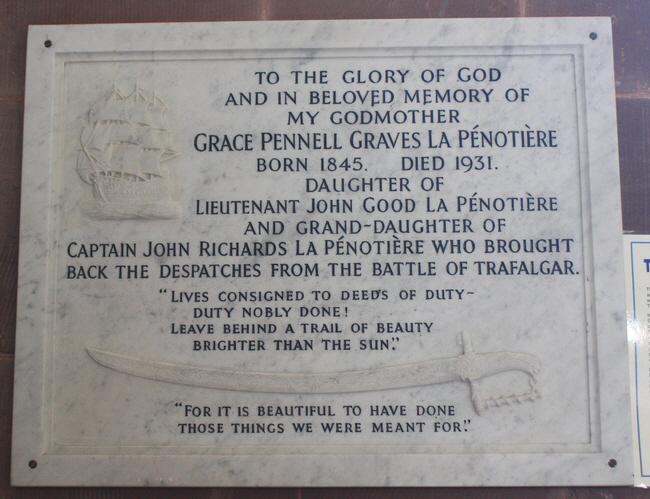 TO THE GLORY OF GOD
AND IN BELOVED MEMORY OF
MY GODMOTHER
GRACE PENNELL GRAVES LA PÉNOTIÈRE
BORN 1845. DIED 1931.
DAUGHTER OF
LIEUTENANT JOHN GOOD LA PÉNOTIÈRE
AND GRAND-DAUGHTER OF
CAPTAIN JOHN RICHARDS LA PÉNOTIÈRE WHO BROUGHT
BACK THE DESPATCHES FROM THE BATTLE OF TRAFALGAR.
"LIVES CONSIGNED TO DEEDS OF DUTY-
DUTY NOBLY DONE!
LEAVE BEHIND A TRAIL OF BEAUTY
BRIGHTER THAN THE SUN."
"FOR IT IS BEAUTIFUL TO HAVE DONE
THOSE THINGS WE WERE MEANT FOR."